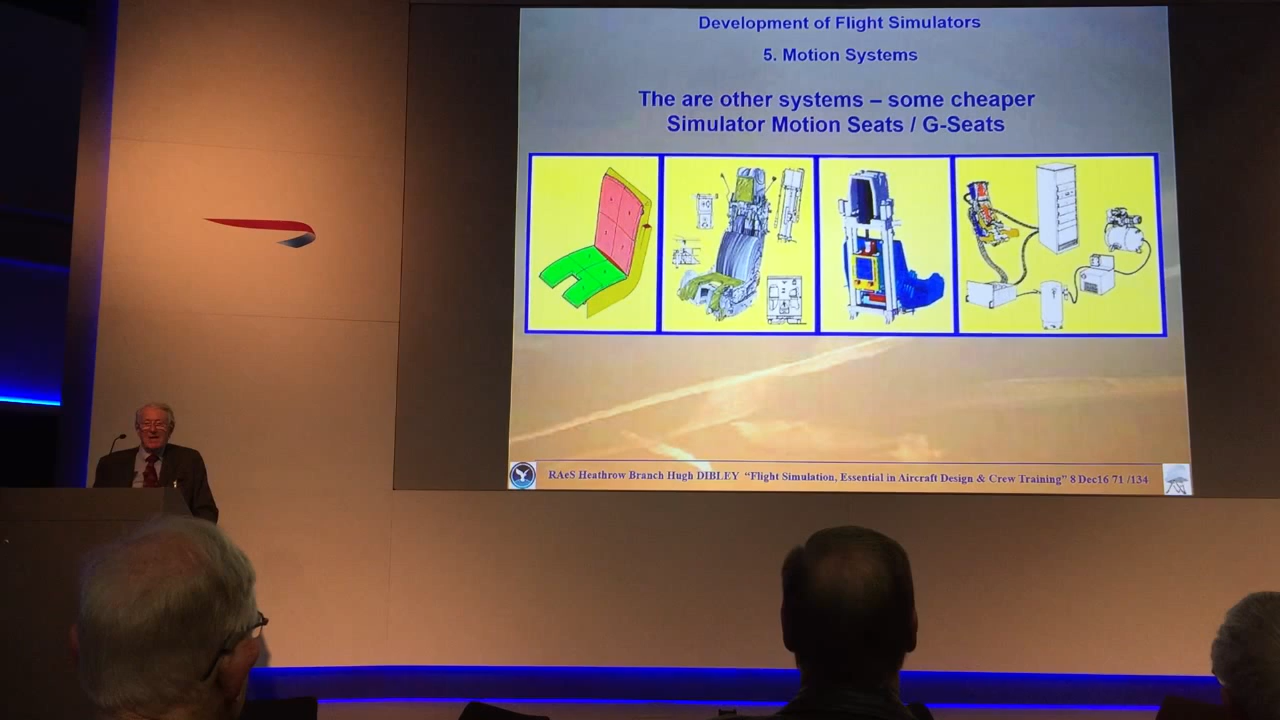 Development of Flight Simulators
5. Motion Systems
The are other systems – some cheaper
Simulator Motion Seats / G-Seats
RAeS Heathrow Branch Hugh DIBLEY “Flight Simulation, Essential in Aircraft Design & Crew Training” 8 Dec16 71 /134